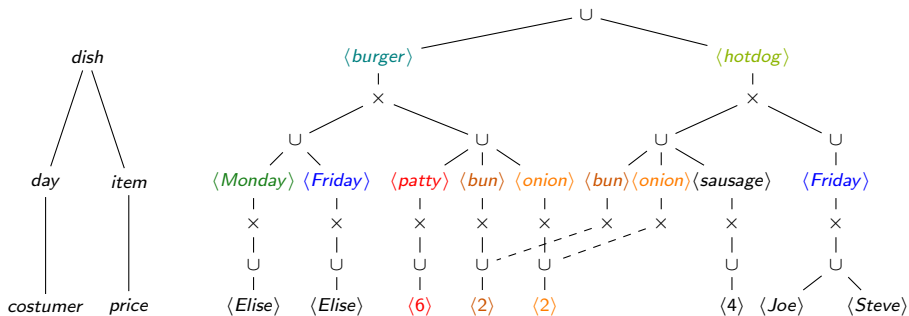 ∪
dish ⟨burger⟩ ⟨hotdog⟩
× ×
∪ ∪ ∪ ∪
day item ⟨Monday⟩ ⟨Friday⟩ ⟨patty⟩ ⟨bun⟩ ⟨onion⟩ ⟨bun⟩ ⟨onion⟩ ⟨sausage⟩ ⟨Friday⟩
× × × × × × × × ×
∪ ∪ ∪ ∪ ∪ ∪ ∪
costumer price ⟨Elise⟩ ⟨Elise⟩ ⟨6⟩ ⟨2⟩ ⟨2⟩ ⟨4⟩ ⟨Joe⟩ ⟨Steve⟩